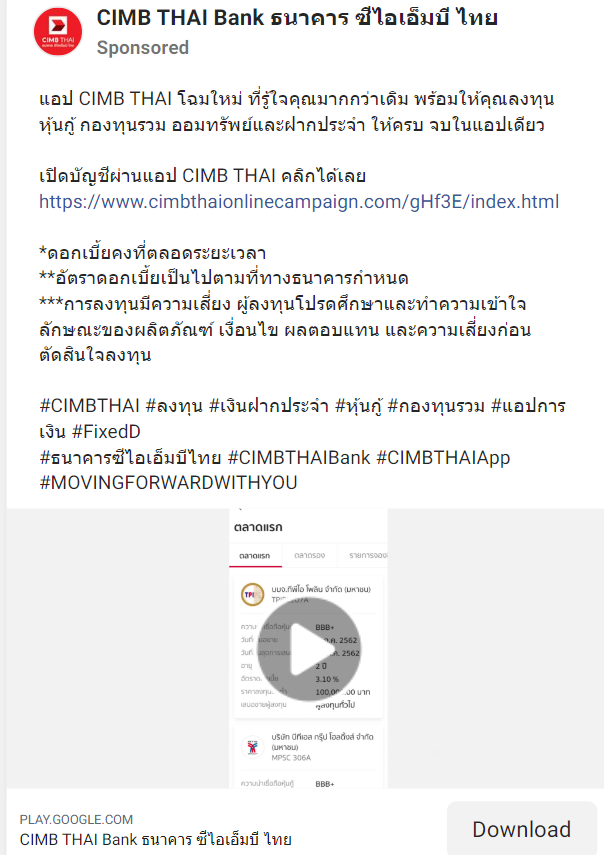 CIMB THAI Bank ธนาคาร ซีไอเอ็มบี ไทย
Sponsored
แอป CIMB THAI โฉมใหม่ ที่รู้ใจคุณมากกว่าเดิม พร้อมให้คุณลงทุน
หุ้นกู้ กองทุนรวม ออมทรัพย์และฝากประจำ ให้ครบ จบในแอปเดียว
เปิดบัญชีผ่านแอป CIMB THAI คลิกได้เลย
https://www.cimbthaionlinecampaign.com/gHf3E/index.html
*ดอกเบี้ยคงที่ตลอดระยะเวลา
**อัตราดอกเบี้ยเป็นไปตามที่ทางธนาคารกำหนด
***การลงทุนมีความเสี่ยง ผู้ลงทุนโปรดศึกษาและทำความเข้าใจ
ลักษณะของผลิตภัณฑ์ เงื่อนไข ผลตอบแทน และความเสี่ยงก่อน
ตัดสินใจลงทุน
#CIMBTHAI #ลงทุน #เงินฝากประจำ #หุ้นกู้ #กองทุนรวม #แอปการ
เงิน #FixedD
#ธนาคารซีไอเอ็มบีไทย #CIMBTHAIBank #CIMBTHAIApp
#MOVINGFORWARDWITHYOU
ตลาดแรก
ตลาดแรก ตลาดรอง
บมจ.ทีพีไอ โพลีน จำกัด (มหาชน)
BBB+
2562
2562
อายุ 2 ปี
3.10 %
บาท
เสนอขายผู้ลงทุน ผู้ลงทุนทั่วไป
บริษัท บีทีเอส กรุ๊ป โฮลดิ้งส์ จำกัด
(มหาชน)
MPSC 306A
ความน่าเชื่อถือหุ้นกู้ BBB+
PLAY.GOOGLE.COM
CIMB THAI Bank ธนาคาร ซีไอเอ็มบี ไทย
Download